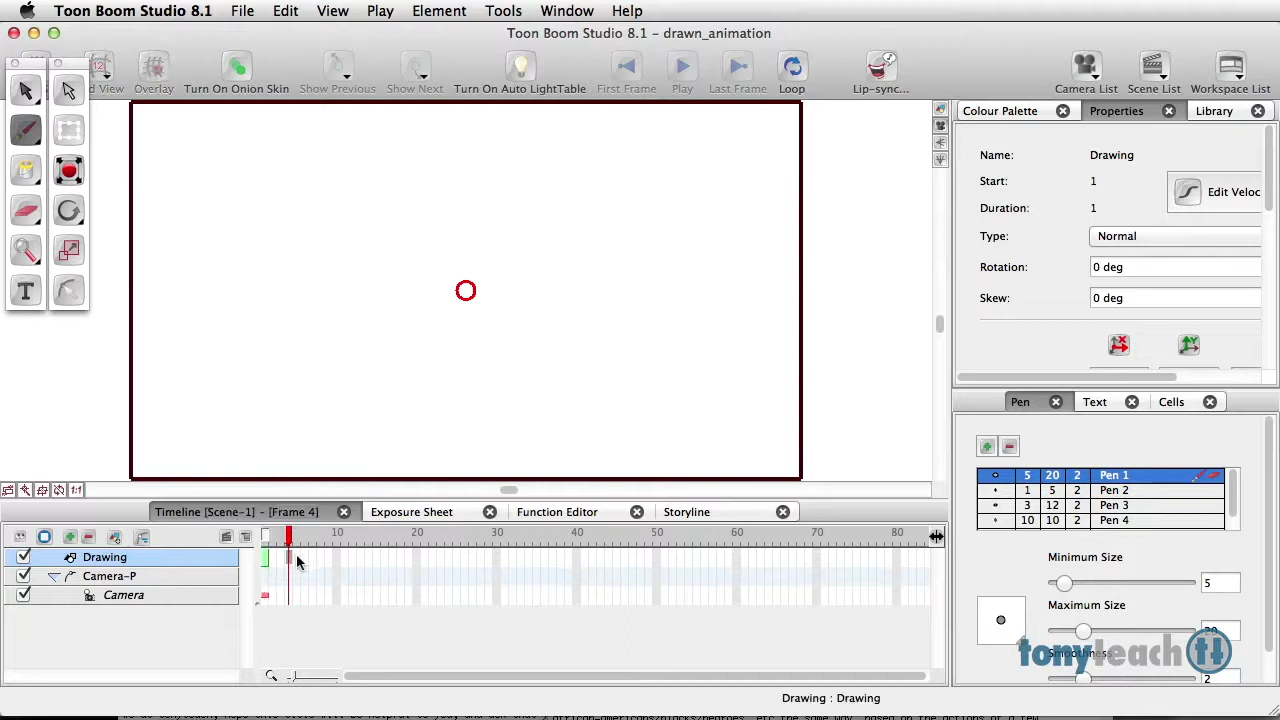 Toon Boom Studio 8.1 File Edit View Play Element Tools Window Help
Toon Boom Studio 8.1 - drawn_animation
d View Overlay Turn On Onion Skin Show Previous Show Next Turn On Auto LightTable First Frame Play Last Frame Loop Lip-sync... Camera List Scene List Workspace List
Colour Palette Properties Library
Name: Drawing
Start: 1
Edit Veloc
Duration: 1
Type: Normal
Rotation: 0 deg
Skew: 0 deg
T
Pen Text Cells
5 20 2 Pen 1
1 5 2 Pen 2
3 12 2 Pen 3
10 10 2 Pen 4
1:1
Timeline [Scene-1] - [Frame 4] Exposure Sheet Function Editor Storyline
10 20 30 40 50 60 70 80
Drawing
Camera-P
Camera
Minimum Size
5
Maximum Size
20
Smoothness
2
tonyteach
Drawing : Drawing